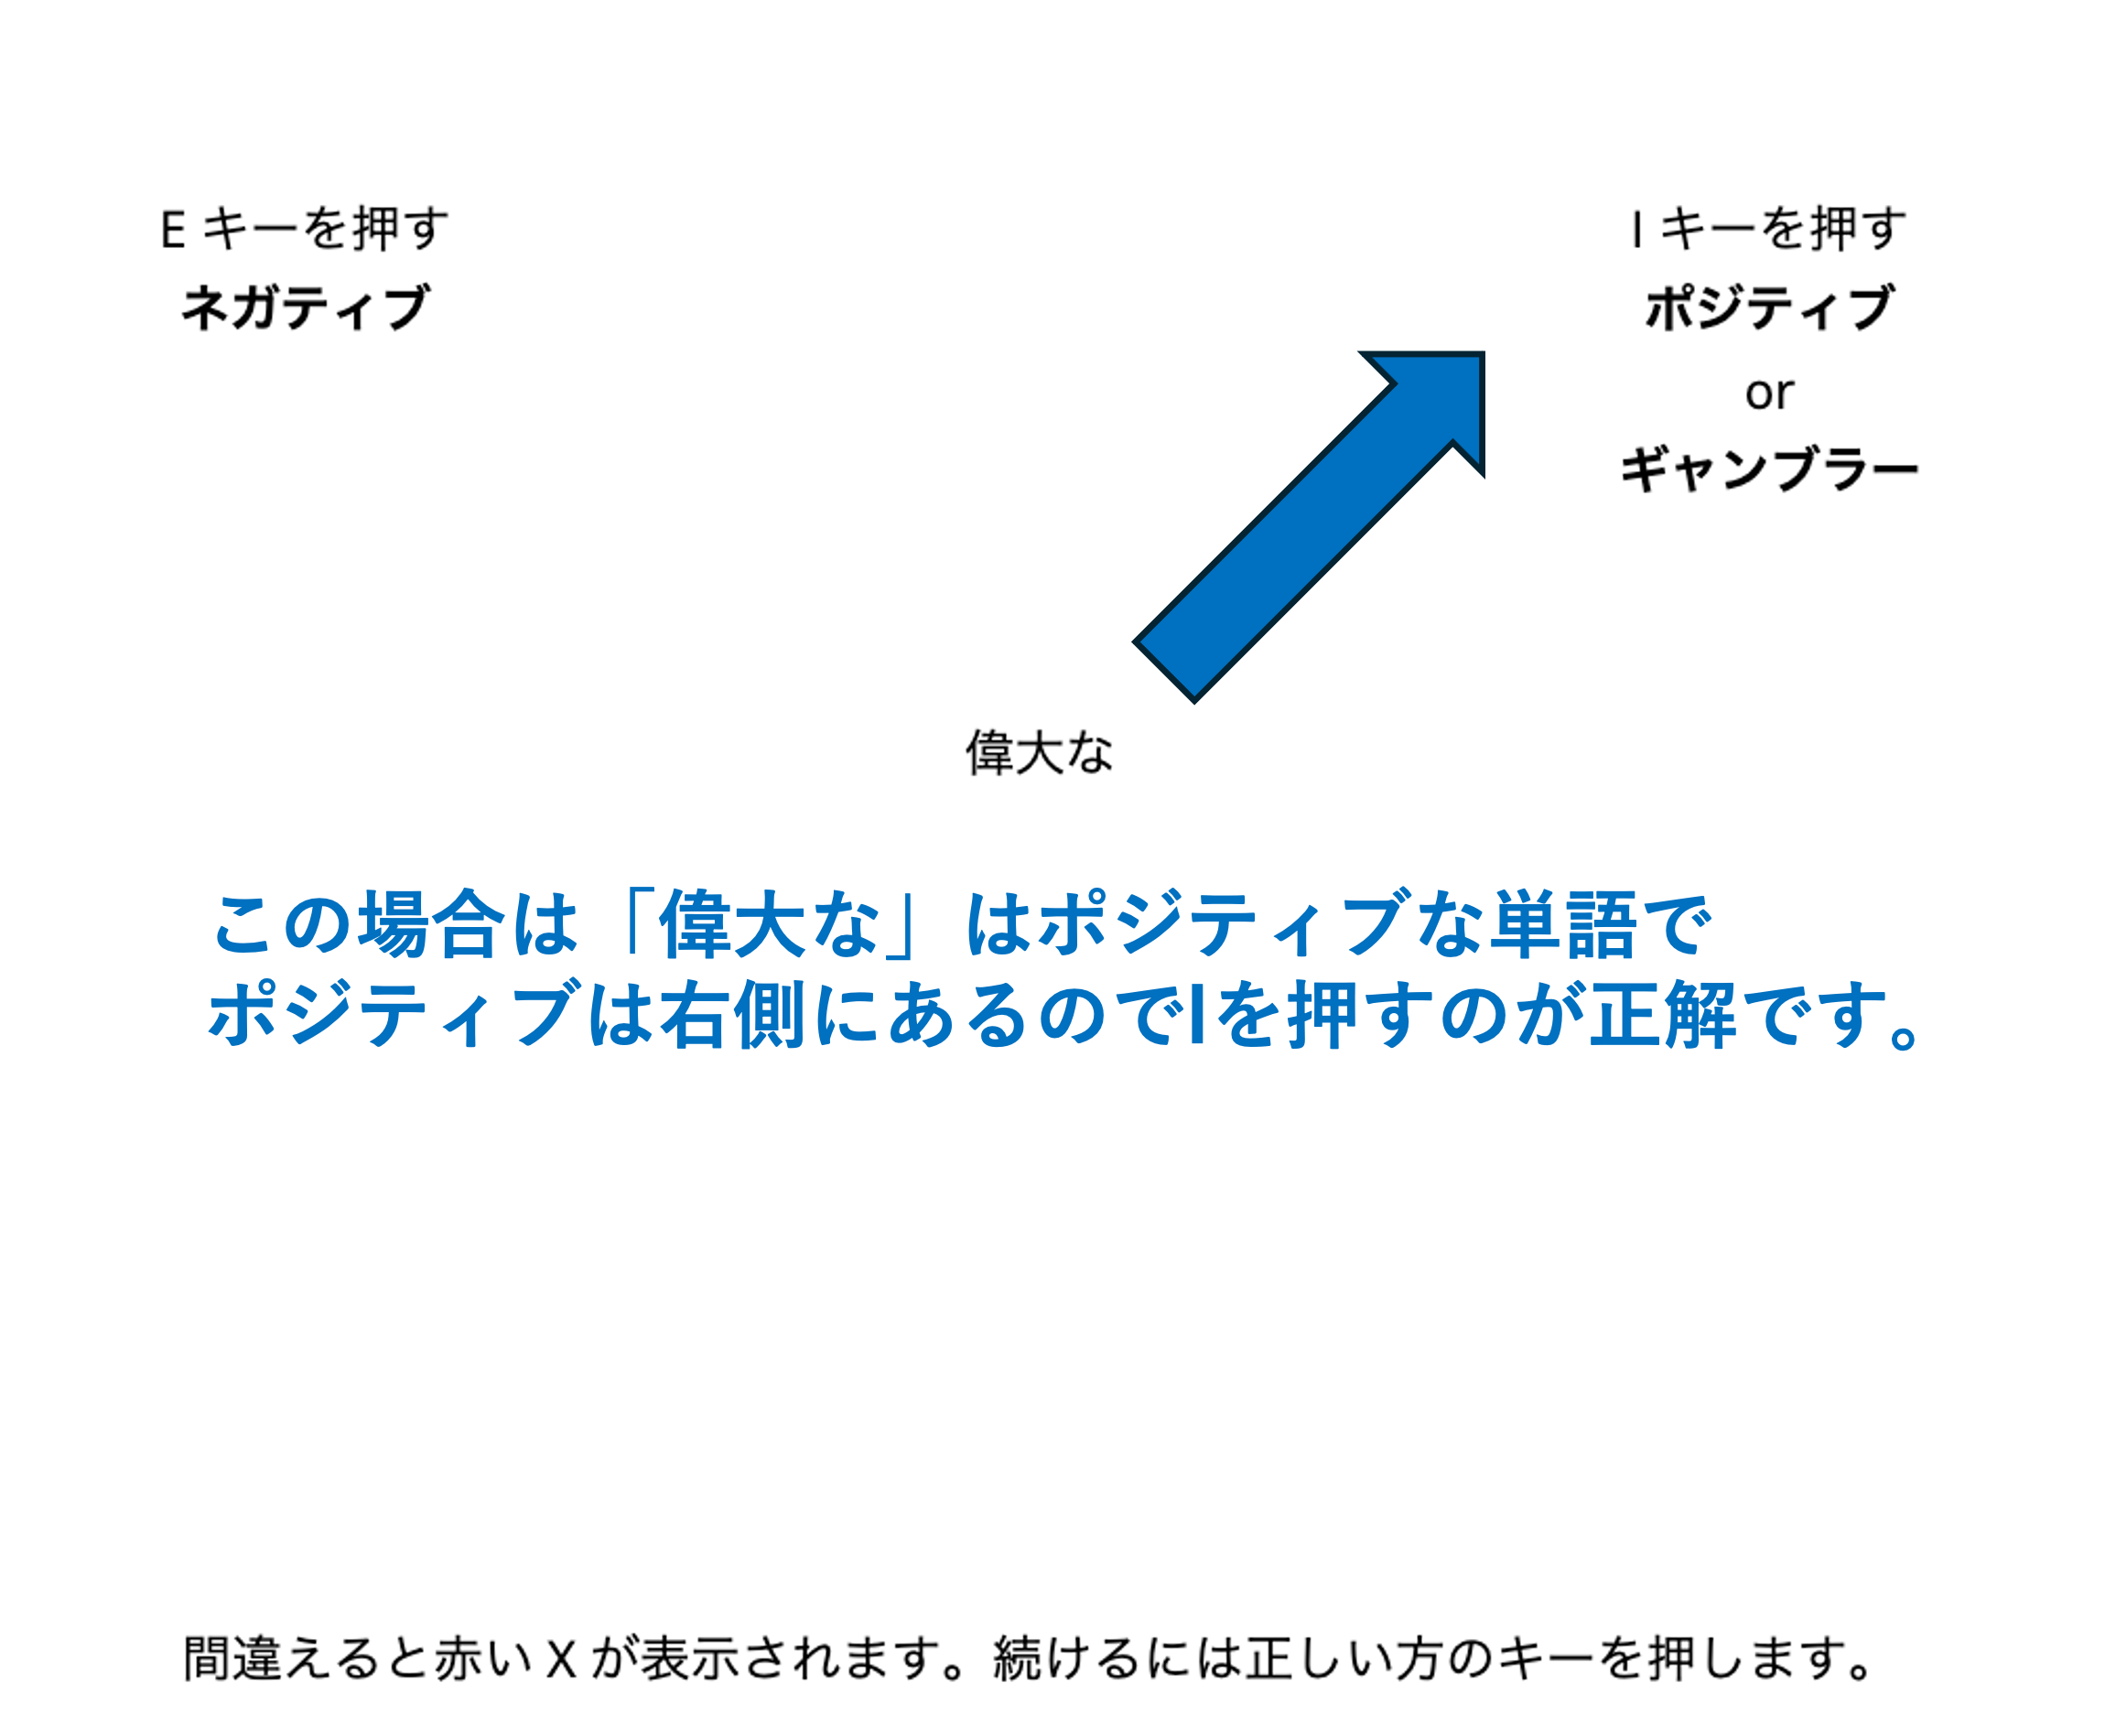 E キーを押す
ネガティブ
I キーを押す
ポジティブ
or
ギャンブラー
偉大な
この場合は「偉大な」はポジティブな単語で
ポジティブは右側にあるのでIを押すのが正解です。
間違えると赤い X が表示されます。続けるには正しい方のキーを押します。